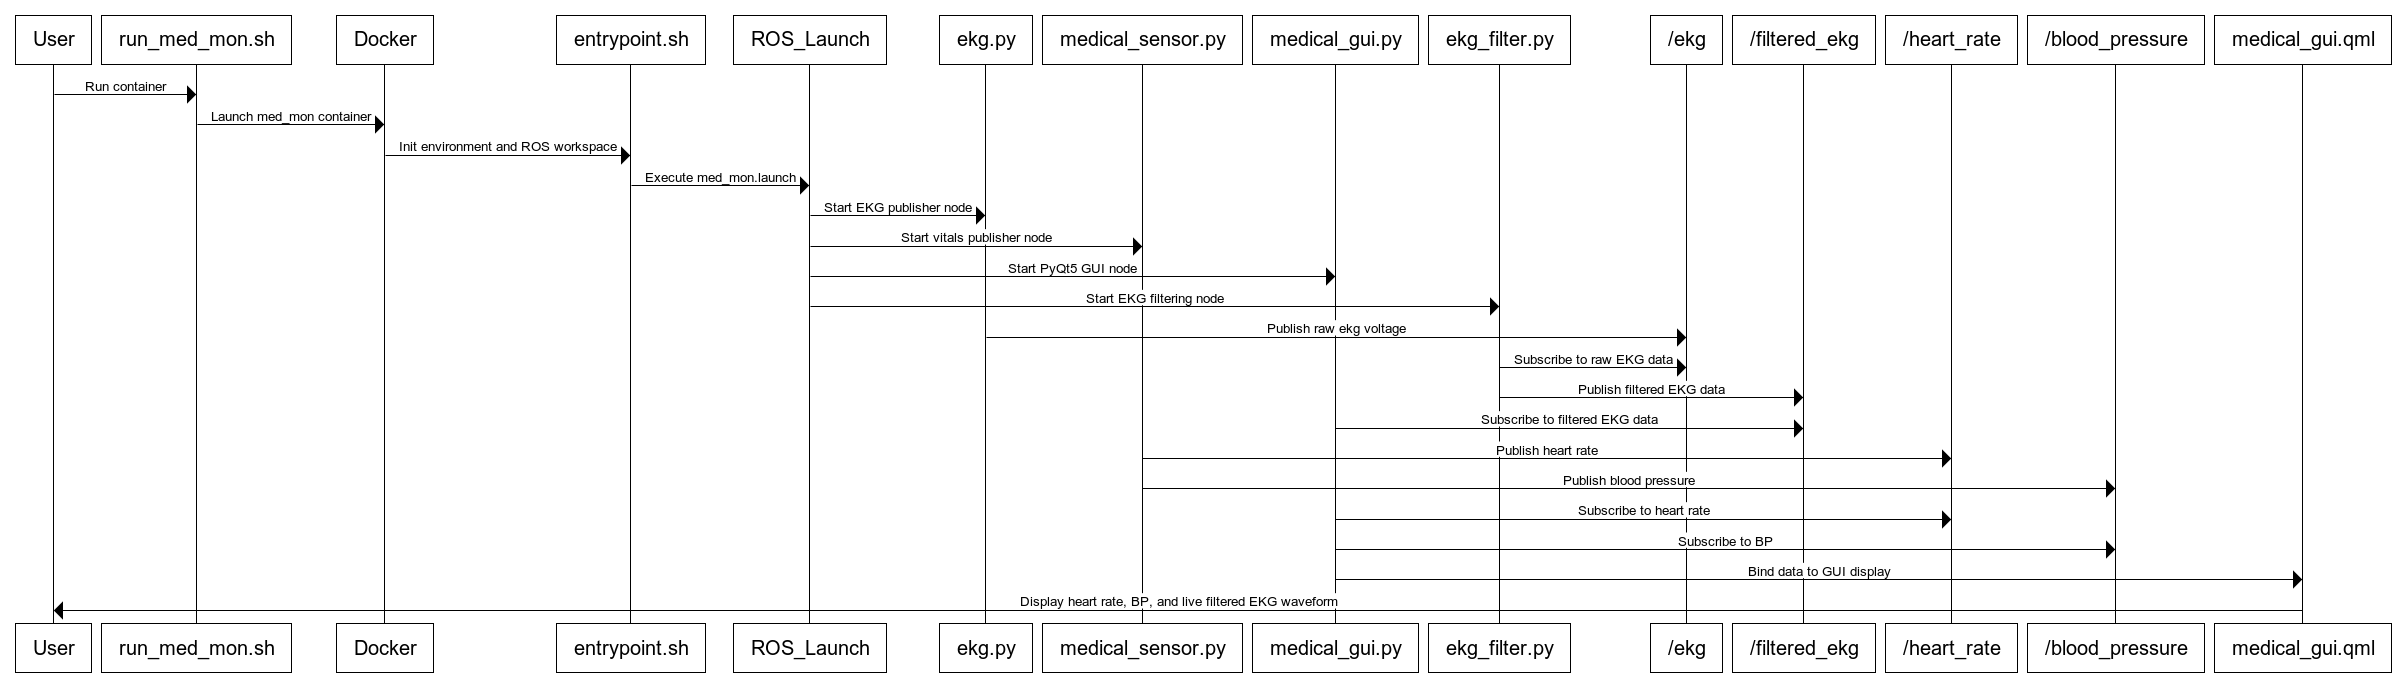 User
run_med_mon.sh
Docker
entrypoint.sh
ROS_Launch
ekg.py
medical_sensor.py
medical_gui.py
ekg_filter.py
/ekg
/filtered_ekg
/heart_rate
/blood_pressure
medical_gui.qml
Run container
Launch med_mon container
Init environment and ROS workspace
Execute med_mon.launch
Start EKG publisher node
Start vitals publisher node
Start PyQt5 GUI node
Start EKG filtering node
Publish raw ekg voltage
Subscribe to raw EKG data
Publish filtered EKG data
Subscribe to filtered EKG data
Publish heart rate
Publish blood pressure
Subscribe to heart rate
Subscribe to BP
Bind data to GUI display
Display heart rate, BP, and live filtered EKG waveform
User
run_med_mon.sh
Docker
entrypoint.sh
ROS_Launch
ekg.py
medical_sensor.py
medical_gui.py
ekg_filter.py
/ekg
/filtered_ekg
/heart_rate
/blood_pressure
medical_gui.qml